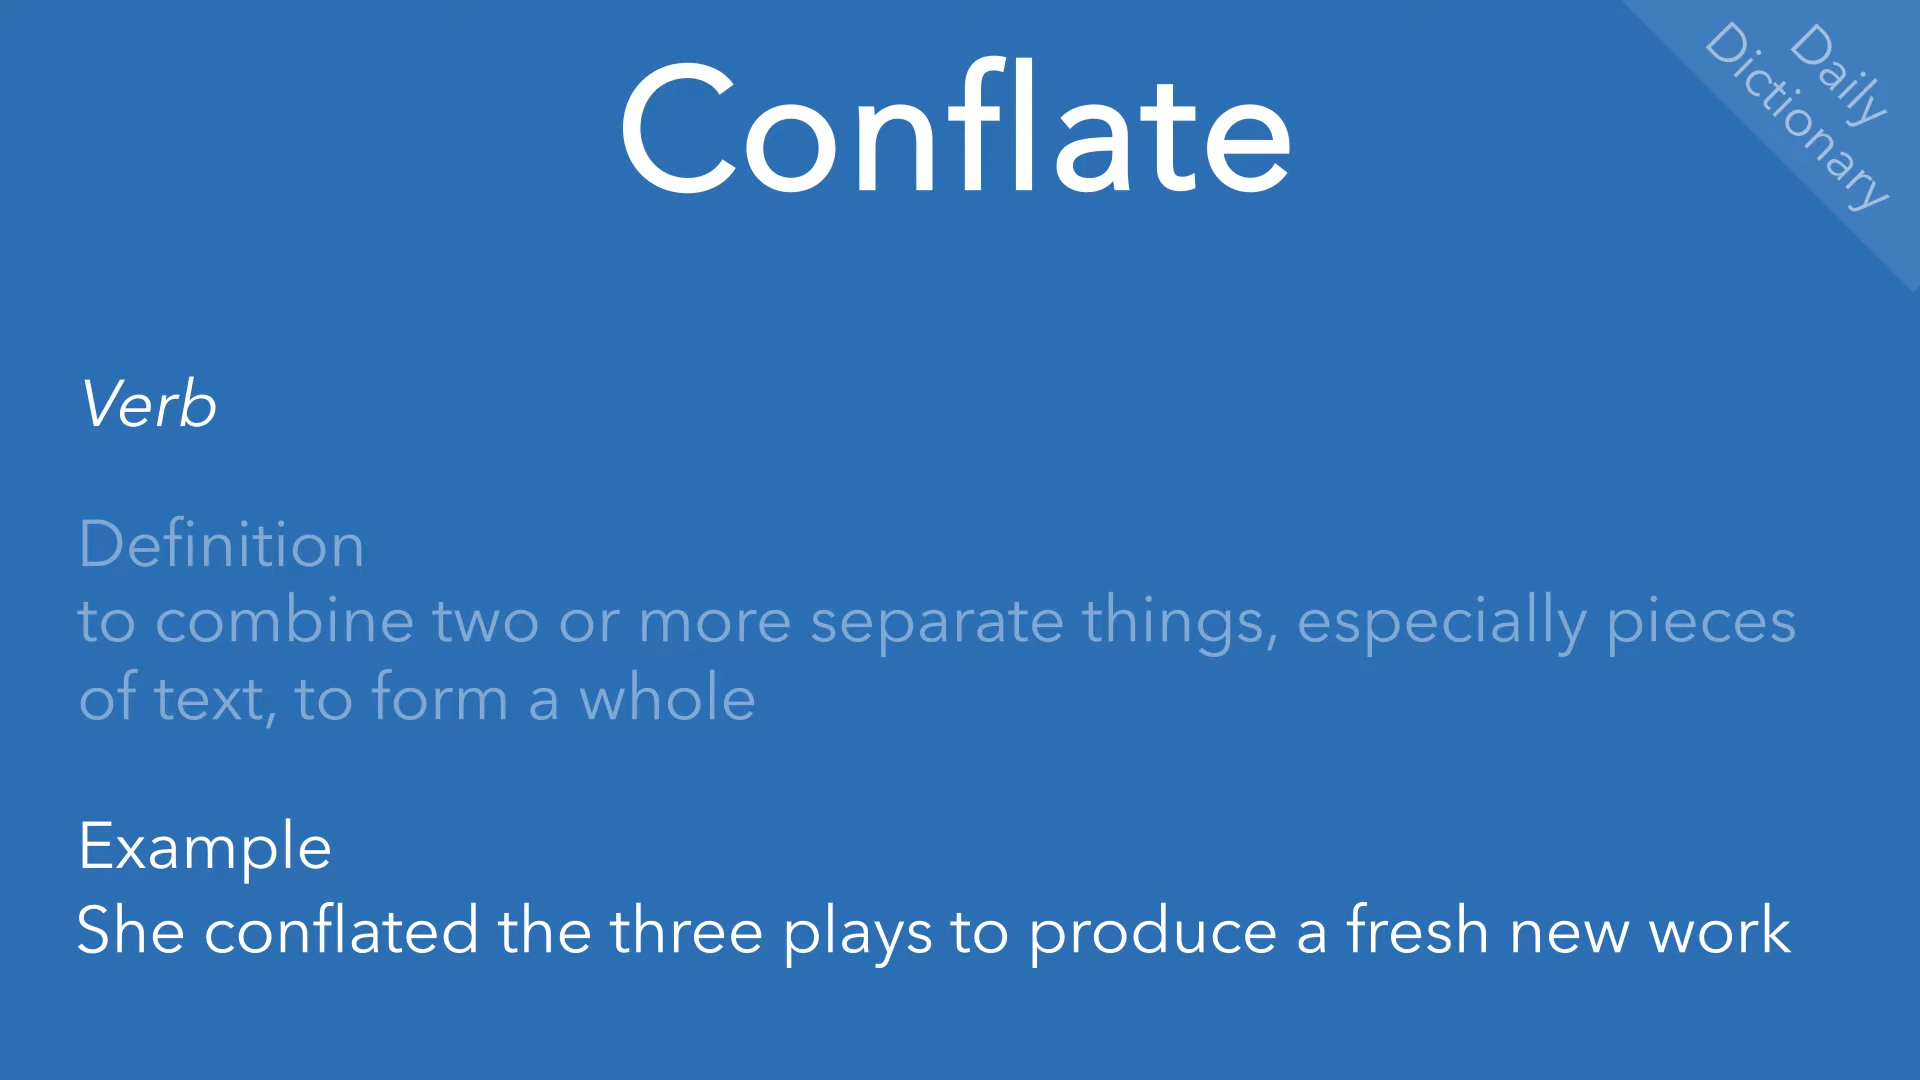 Conflate
Daily
Dictionary
Verb
Definition
to combine two or more separate things, especially pieces
of text, to form a whole
Example
She conflated the three plays to produce a fresh new work